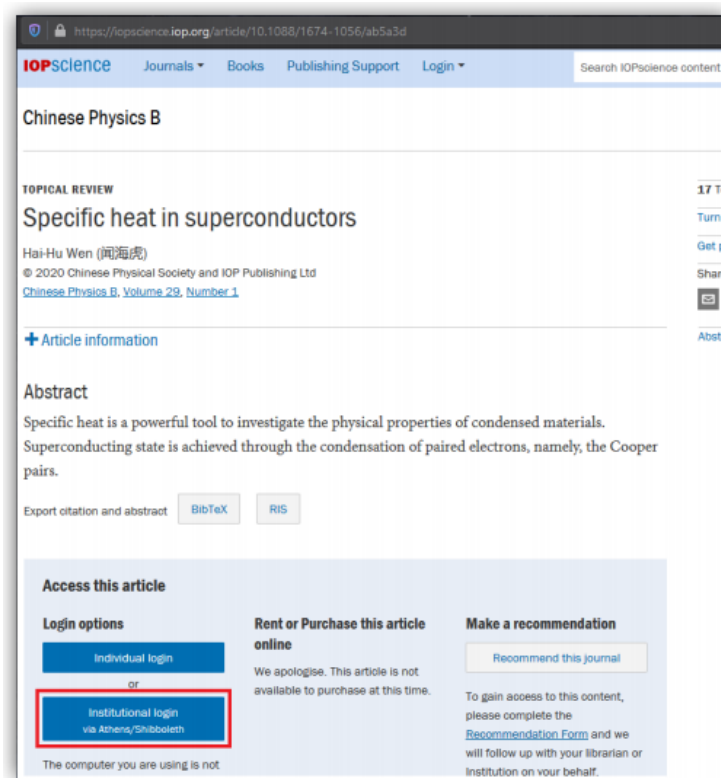 https://iopscience.iop.org/article/10.1088/1674-1056/ab5a3d
IOPSCIENCE Journals Books Publishing Support Login Search IOPscience content
Chinese Physics B
TOPICAL REVIEW
Specific heat in superconductors
Hai-Hu Wen (闻海虎)
© 2020 Chinese Physical Society and IOP Publishing Ltd
Chinese Physics B, Volume 29, Number 1
17 T
Turn
Get p
Shar
Abst
Article information
Abstract
Specific heat is a powerful tool to investigate the physical properties of condensed materials.
Superconducting state is achieved through the condensation of paired electrons, namely, the Cooper
pairs.
Export citation and abstract BibTeX RIS
Access this article
Login options
Individual login
or
Institutional login
via Athens/Shibboleth
The computer you are using is not
Rent or Purchase this article
online
We apologise. This article is not
available to purchase at this time.
Make a recommendation
Recommend this journal
To gain access to this content,
please complete the
Recommendation Form and we
will follow up with your librarian or
Institution on your behalf.